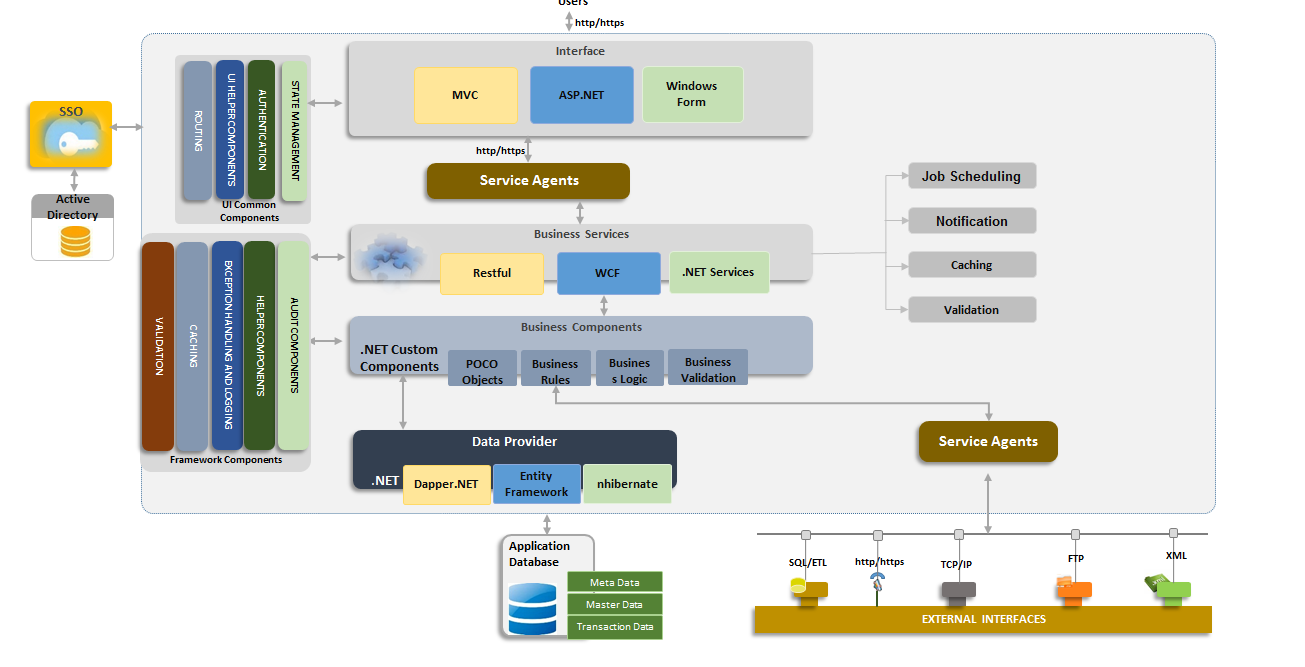 Users
http/https
Interface
MVC
ASP.NET
Windows
Form
SSO
ROUTING
UI HELPER COMPONENTS
AUTHENTICATION
STATE MANAGEMENT
UI Common
Components
http/https
Service Agents
Active
Directory
Job Scheduling
Notification
Caching
Validation
Business Services
Restful
WCF
.NET Services
VALIDATION
CACHING
EXCEPTION HANDLING AND LOGGING
HELPER COMPONENTS
AUDIT COMPONENTS
Framework Components
Business Components
.NET Custom
Components
POCO
Objects
Business
Rules
Busines
s Logic
Business
Validation
Service Agents
Data Provider
.NET
Dapper.NET
Entity
Framework
nhibernate
Application
Database
Meta Data
Master Data
Transaction Data
SQL/ETL
http/https
TCP/IP
FTP
XML
EXTERNAL INTERFACES